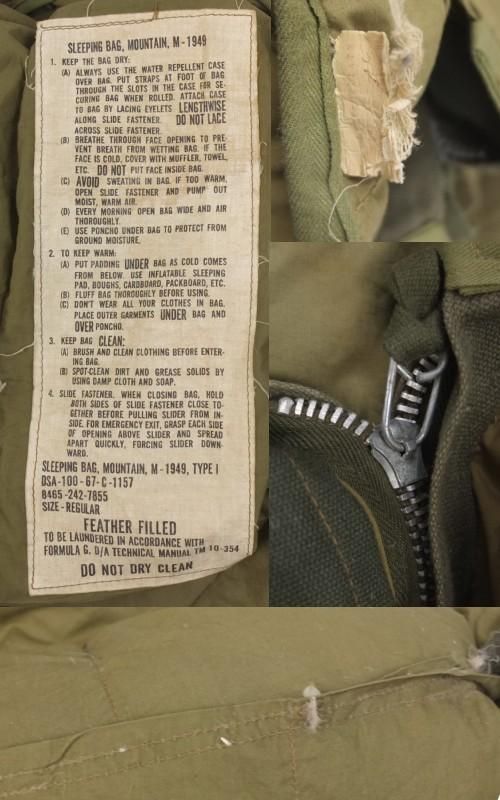 SLEEPING BAG, MOUNTAIN, M-1949
1. KEEP THE BAG DRY:
(A) ALWAYS USE THE WATER REPELLENT CASE
OVER BAG. PUT STRAPS AT FOOT OF BAG
THROUGH THE SLOTS IN THE CASE FOR SE-
CURING BAG WHEN ROLLED. ATTACH CASE
TO BAG BY LACING EYELETS LENGTHWISE
ALONG SLIDE FASTENER. DO NOT LACE
ACROSS SLIDE FASTENER.
(B) BREATHE THROUGH FACE OPENING TO PRE-
VENT BREATH FROM WETTING BAG. IF THE
FACE IS COLD, COVER WITH MUFFLER, TOWEL,
ETC. DO NOT PUT FACE INSIDE BAG.
(C) AVOID SWEATING IN BAG. IF TOO WARM,
OPEN SLIDE FASTENER AND PUMP OUT
MOIST, WARM AIR.
(D) EVERY MORNING OPEN BAG WIDE AND AIR
THOROUGHLY.
(E) USE PONCHO UNDER BAG TO PROTECT FROM
GROUND MOISTURE.
2. TO KEEP WARM:
(A) PUT PADDING UNDER BAG AS COLD COMES
FROM BELOW. USE INFLATABLE SLEEPING
PAD, BOUGHS, CARDBOARD, PACKBOARD, ETC.
(B) FLUFF BAG THOROUGHLY BEFORE USING.
(C) DON'T WEAR ALL YOUR CLOTHES IN BAG.
PLACE OUTER GARMENTS UNDER BAG AND
OVER PONCHO.
3. KEEP BAG CLEAN:
(A) BRUSH AND CLEAN CLOTHING BEFORE ENTER-
ING BAG.
(B) SPOT-CLEAN DIRT AND GREASE SOLIDS BY
USING DAMP CLOTH AND SOAP.
4. SLIDE FASTENER. WHEN CLOSING BAG, HOLD
BOTH SIDES OF SLIDE FASTENER CLOSE TO-
GETHER BEFORE PULLING SLIDER FROM IN-
SIDE. FOR EMERGENCY EXIT, GRASP EACH SIDE
OF OPENING ABOVE SLIDER AND SPREAD
APART QUICKLY, FORCING SLIDER DOWN-
WARD.
SLEEPING BAG, MOUNTAIN, M-1949, TYPE I
DSA-100-67-C-1157
8465-242-7855
SIZE-REGULAR
FEATHER FILLED
TO BE LAUNDERED IN ACCORDANCE WITH
FORMULA G. D/A TECHNICAL MANUAL TM 10-354
DO NOT DRY CLEAN